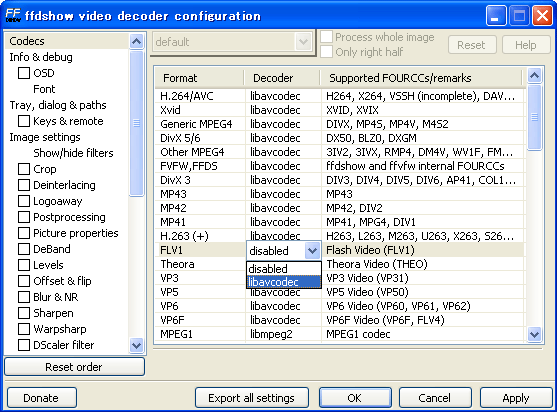 FF ffdshow video decoder configuration
Codecs
Info & debug
OSD
Font
Tray, dialog & paths
Keys & remote
Image settings
Show/hide filters
Crop
Deinterlacing
Logoaway
Postprocessing
Picture properties
DeBand
Levels
Offset & flip
Blur & NR
Sharpen
Warpsharp
DScaler filter
Reset order
default
Process whole image
Only right half
Reset
Help
Format Decoder Supported FOURCCs/remarks
H.264/AVC libavcodec H264, X264, VSSH (incomplete), DAV...
Xvid libavcodec XVID, XVIX
Generic MPEG4 libavcodec DIVX, MP4S, MP4V, M4S2
DivX 5/6 libavcodec DX50, BLZ0, DXGM
Other MPEG4 libavcodec 3IV2, 3IVX, RMP4, DM4V, WV1F, FM...
FVFW,FFDS libavcodec ffdshow and ffvfw internal FOURCCs
DivX 3 libavcodec DIV3, DIV4, DIV5, DIV6, AP41, COL1...
MP43 libavcodec MP43
MP42 libavcodec MP42, DIV2
MP41 libavcodec MP41, MPG4, DIV1
H.263 (+) libavcodec H263, L263, M263, U263, X263, S26...
FLV1 disabled Flash Video (FLV1)
Theora disabled Theora Video (THEO)
VP3 libavcodec VP3 Video (VP31)
VP5 libavcodec VP5 Video (VP50)
VP6 libavcodec VP6 Video (VP60, VP61, VP62)
VP6F libavcodec VP6F Video (VP6F, FLV4)
MPEG1 libmpeg2 MPEG1 codec
Donate Export all settings OK Cancel Apply